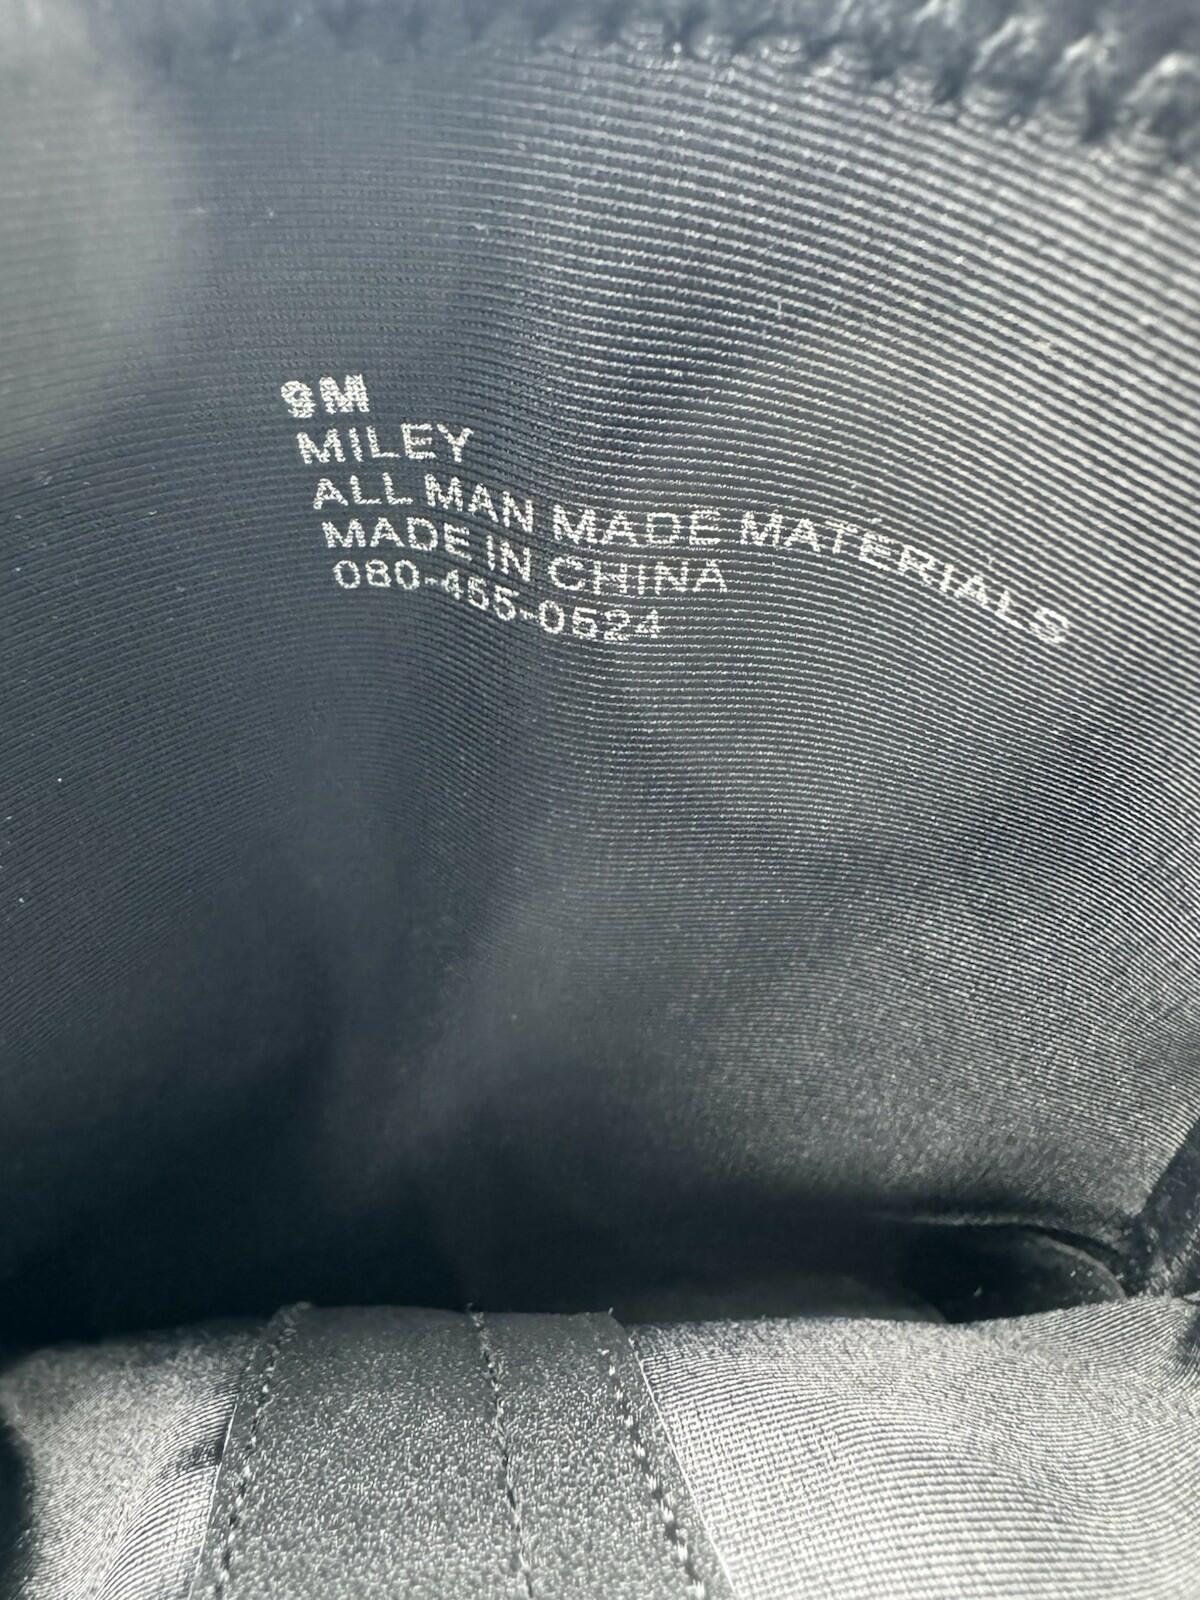 9M
MILEY
ALL MAN MADE MATERIALS
MADE IN CHINA
080-455-0524